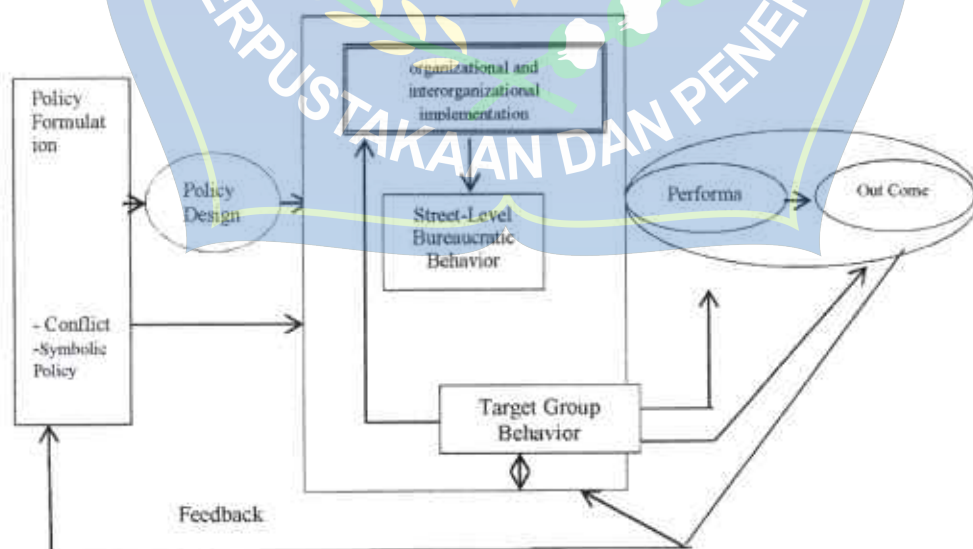 ERPUSTAKAAN DAN PENE
Policy
Formulat
ion
- Conflict
-Symbolic
Policy
Policy
Design
organizational and
interorganizational
implementation
Street-Level
Bureaucratic
Behavior
Target Group
Behavior
Performa
Out Come
Feedback